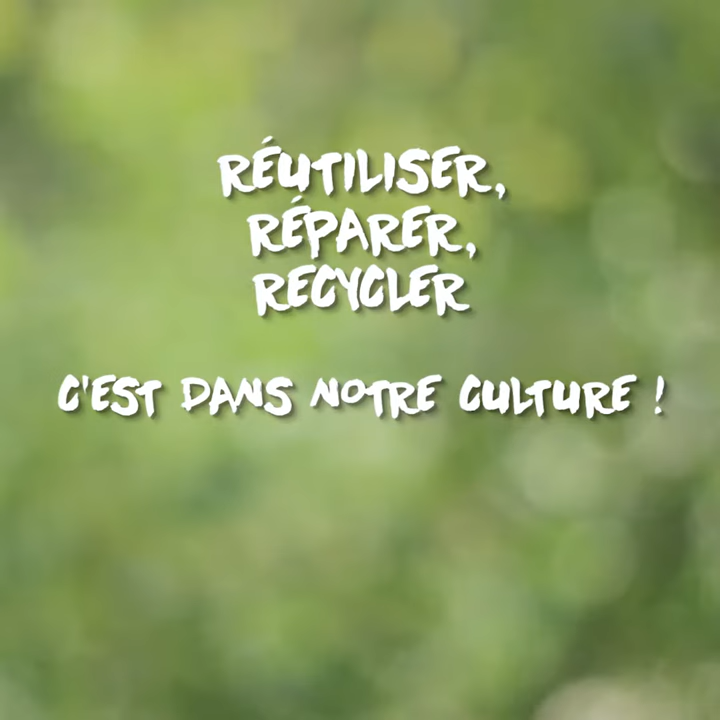 RÉUTILISER,
RÉPARER,
RECYCLER
C'EST DANS NOTRE CULTURE !